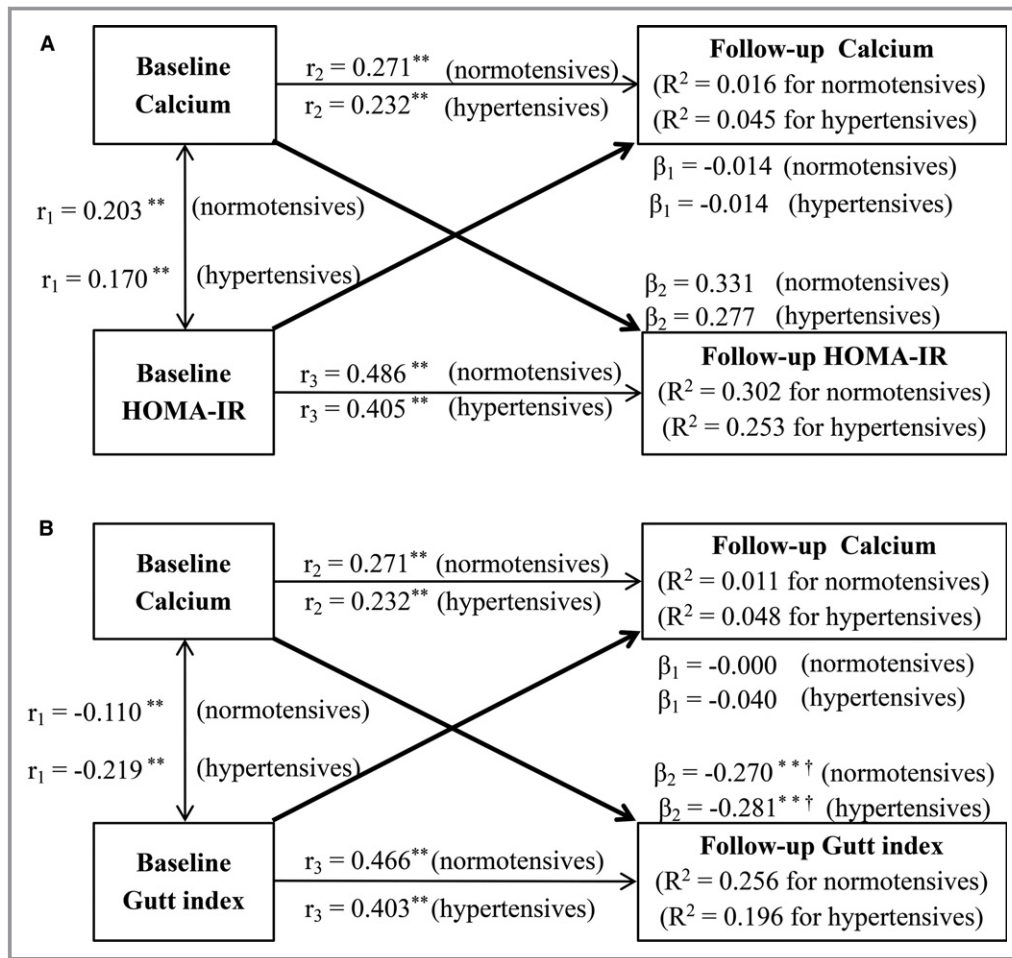 A
Baseline
Calcium
r₂ = 0.271** (normotensives)
r₂ = 0.232** (hypertensives)
Follow-up Calcium
(R² = 0.016 for normotensives)
(R² = 0.045 for hypertensives)
β₁ = -0.014 (normotensives)
β₁ = -0.014 (hypertensives)
r₁ = 0.203** (normotensives)
r₁ = 0.170** (hypertensives)
β₂ = 0.331 (normotensives)
β₂ = 0.277 (hypertensives)
Baseline
HOMA-IR
r₃ = 0.486** (normotensives)
r₃ = 0.405** (hypertensives)
Follow-up HOMA-IR
(R² = 0.302 for normotensives)
(R² = 0.253 for hypertensives)
B
Baseline
Calcium
r₂ = 0.271** (normotensives)
r₂ = 0.232** (hypertensives)
Follow-up Calcium
(R² = 0.011 for normotensives)
(R² = 0.048 for hypertensives)
β₁ = -0.000 (normotensives)
β₁ = -0.040 (hypertensives)
r₁ = -0.110** (normotensives)
r₁ = -0.219** (hypertensives)
β₂ = -0.270**† (normotensives)
β₂ = -0.281**† (hypertensives)
Baseline
Gutt index
r₃ = 0.466** (normotensives)
r₃ = 0.403** (hypertensives)
Follow-up Gutt index
(R² = 0.256 for normotensives)
(R² = 0.196 for hypertensives)